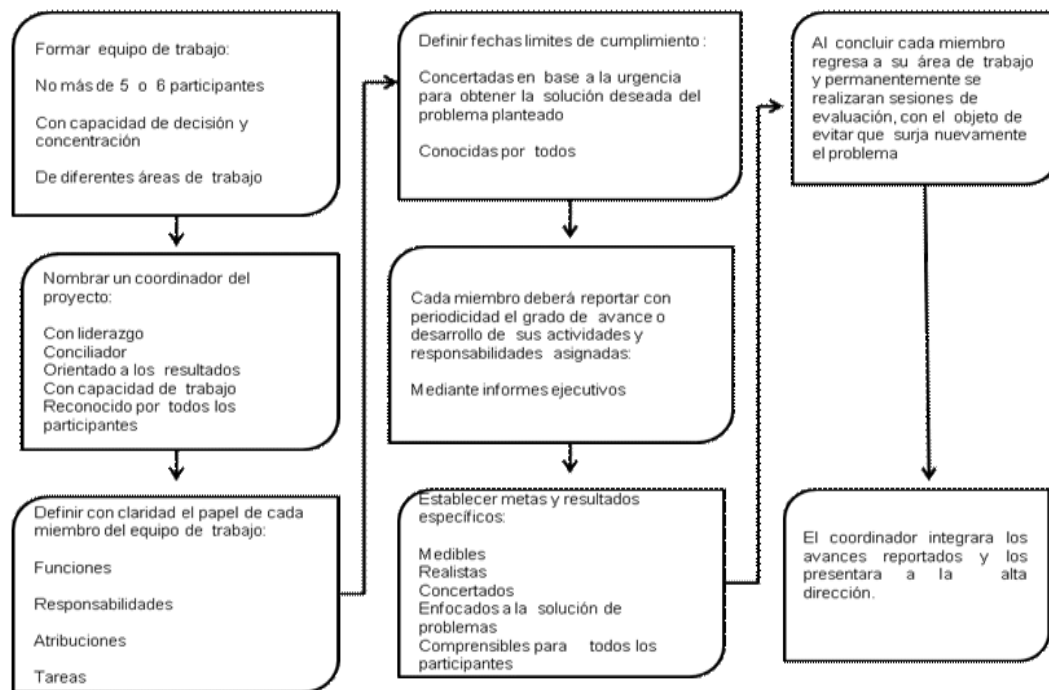 Formar equipo de trabajo:
No más de 5 o 6 participantes
Con capacidad de decisión y
concentración
De diferentes áreas de trabajo
Nombrar un coordinador del
proyecto:
Con liderazgo
Conciliador
Orientado a los resultados
Con capacidad de trabajo
Reconocido por todos los
participantes
Definir con claridad el papel de cada
miembro del equipo de trabajo:
Funciones
Responsabilidades
Atribuciones
Tareas
Definir fechas limites de cumplimiento :
Concertadas en base a la urgencia
para obtener la solución deseada del
problema planteado
Conocidas por todos
Cada miembro deberá reportar con
periodicidad el grado de avance o
desarrollo de sus actividades y
responsabilidades asignadas:
Mediante informes ejecutivos
Establecer metas y resultados
específicos:
Medibles
Realistas
Concertados
Enfocados a la solución de
problemas
Comprensibles para todos los
participantes
Al concluir cada miembro
regresa a su área de trabajo
y permanentemente se
realizaran sesiones de
evaluación, con el objeto de
evitar que surja nuevamente
el problema
El coordinador integrara los
avances reportados y los
presentara a la alta
dirección.